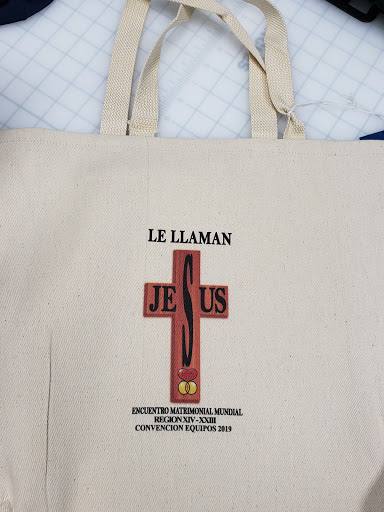 LE LLAMAN
JESUS
ENCUENTRO MATRIMONIAL MUNDIAL
REGION XIV - XXIII
CONVENCION EQUIPOS 2019